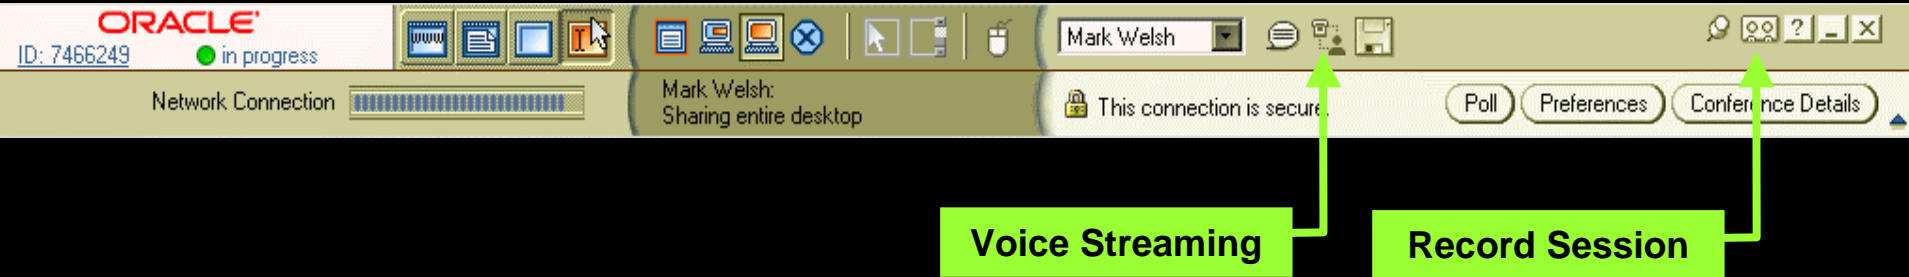 ORACLE'
ID: 7466249
in progress
www
Mark Welsh
?
Network Connection
Mark Welsh:
Sharing entire desktop
This connection is secure.
Poll
Preferences
Conference Details
Voice Streaming
Record Session